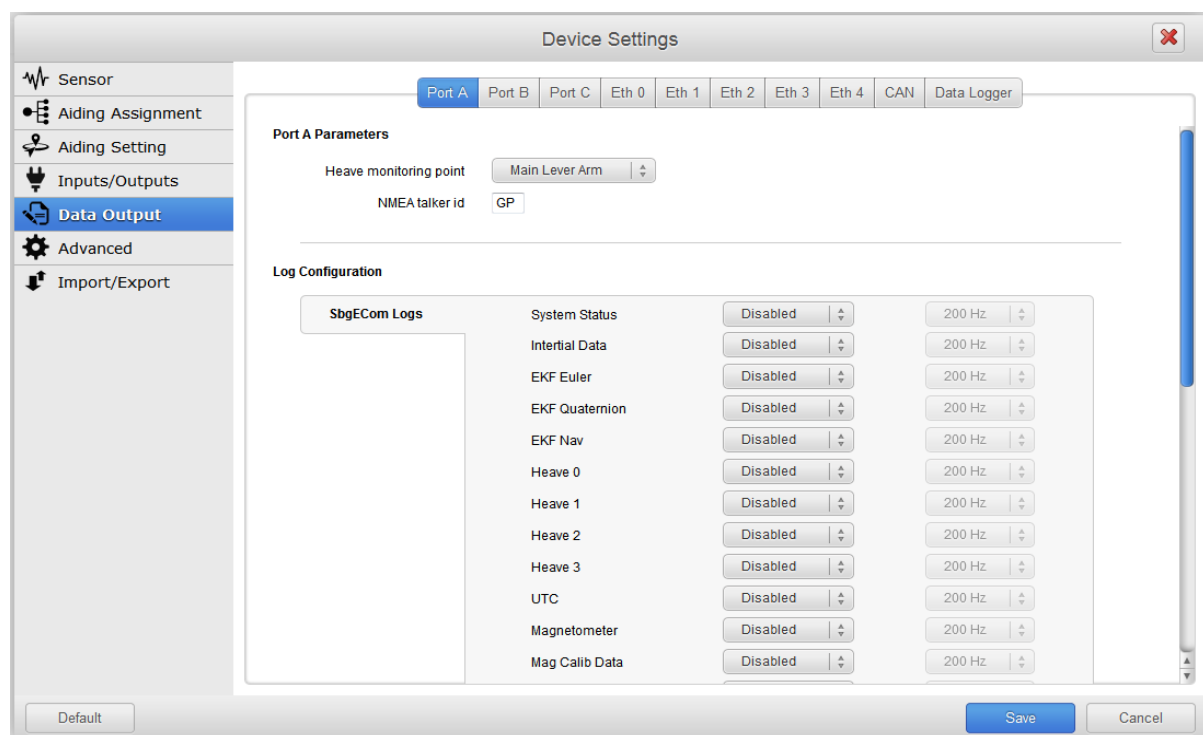 Device Settings
Sensor
Aiding Assignment
Aiding Setting
Inputs/Outputs
Data Output
Advanced
Import/Export
Port A Port B Port C Eth 0 Eth 1 Eth 2 Eth 3 Eth 4 CAN Data Logger
Port A Parameters
Heave monitoring point Main Lever Arm
NMEA talker id GP
Log Configuration
SbgECom Logs System Status Disabled 200 Hz
Intertial Data Disabled 200 Hz
EKF Euler Disabled 200 Hz
EKF Quaternion Disabled 200 Hz
EKF Nav Disabled 200 Hz
Heave 0 Disabled 200 Hz
Heave 1 Disabled 200 Hz
Heave 2 Disabled 200 Hz
Heave 3 Disabled 200 Hz
UTC Disabled 200 Hz
Magnetometer Disabled 200 Hz
Mag Calib Data Disabled 200 Hz
Default Save Cancel